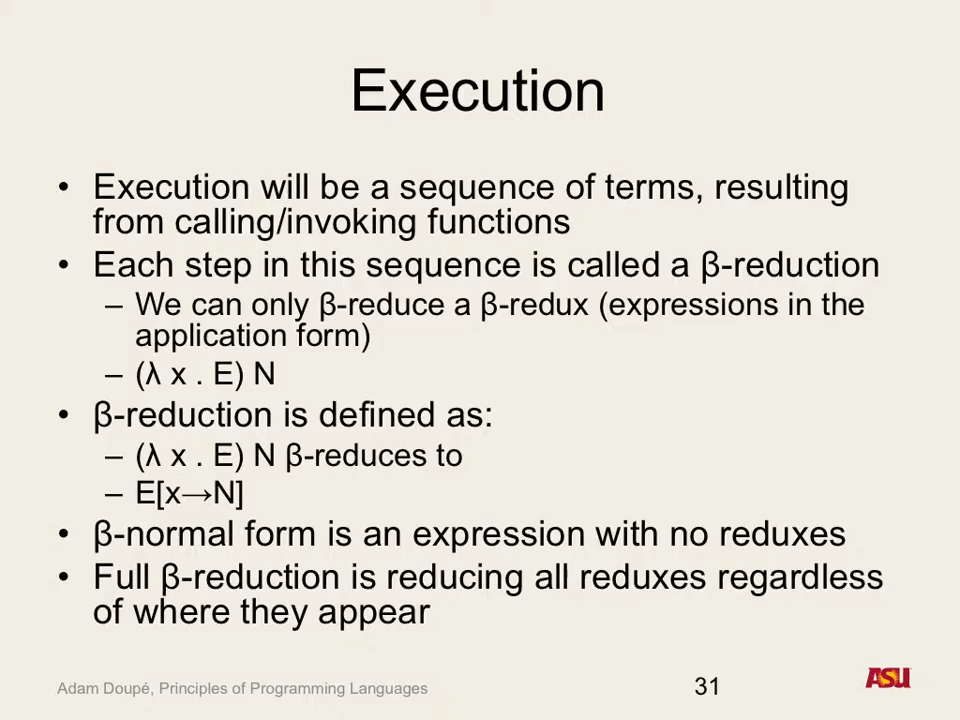 Execution
• Execution will be a sequence of terms, resulting
from calling/invoking functions
• Each step in this sequence is called a β-reduction
– We can only β-reduce a β-redux (expressions in the
application form)
– (λ x . E) N
• β-reduction is defined as:
– (λ x . E) N β-reduces to
– E[x→N]
• β-normal form is an expression with no reduxes
• Full β-reduction is reducing all reduxes regardless
of where they appear
Adam Doupé, Principles of Programming Languages
31
ASU